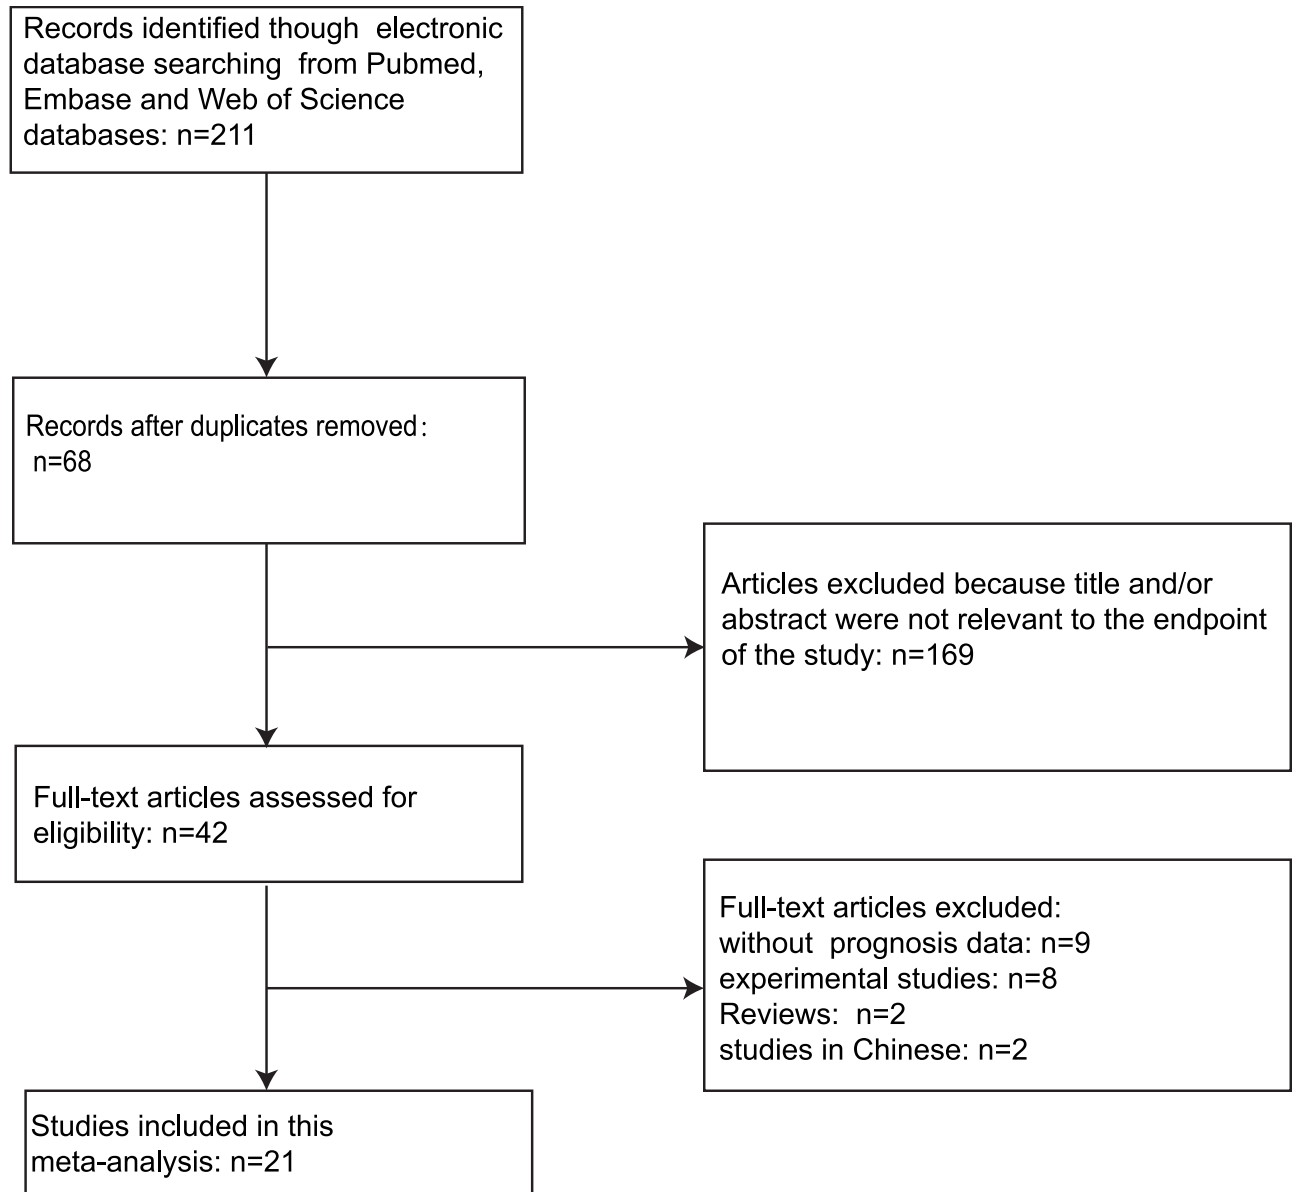 Records identified though electronic
database searching from Pubmed,
Embase and Web of Science
databases: n=211
Records after duplicates removed:
n=68
Articles excluded because title and/or
abstract were not relevant to the endpoint
of the study: n=169
Full-text articles assessed for
eligibility: n=42
Full-text articles excluded:
without prognosis data: n=9
experimental studies: n=8
Reviews: n=2
studies in Chinese: n=2
Studies included in this
meta-analysis: n=21